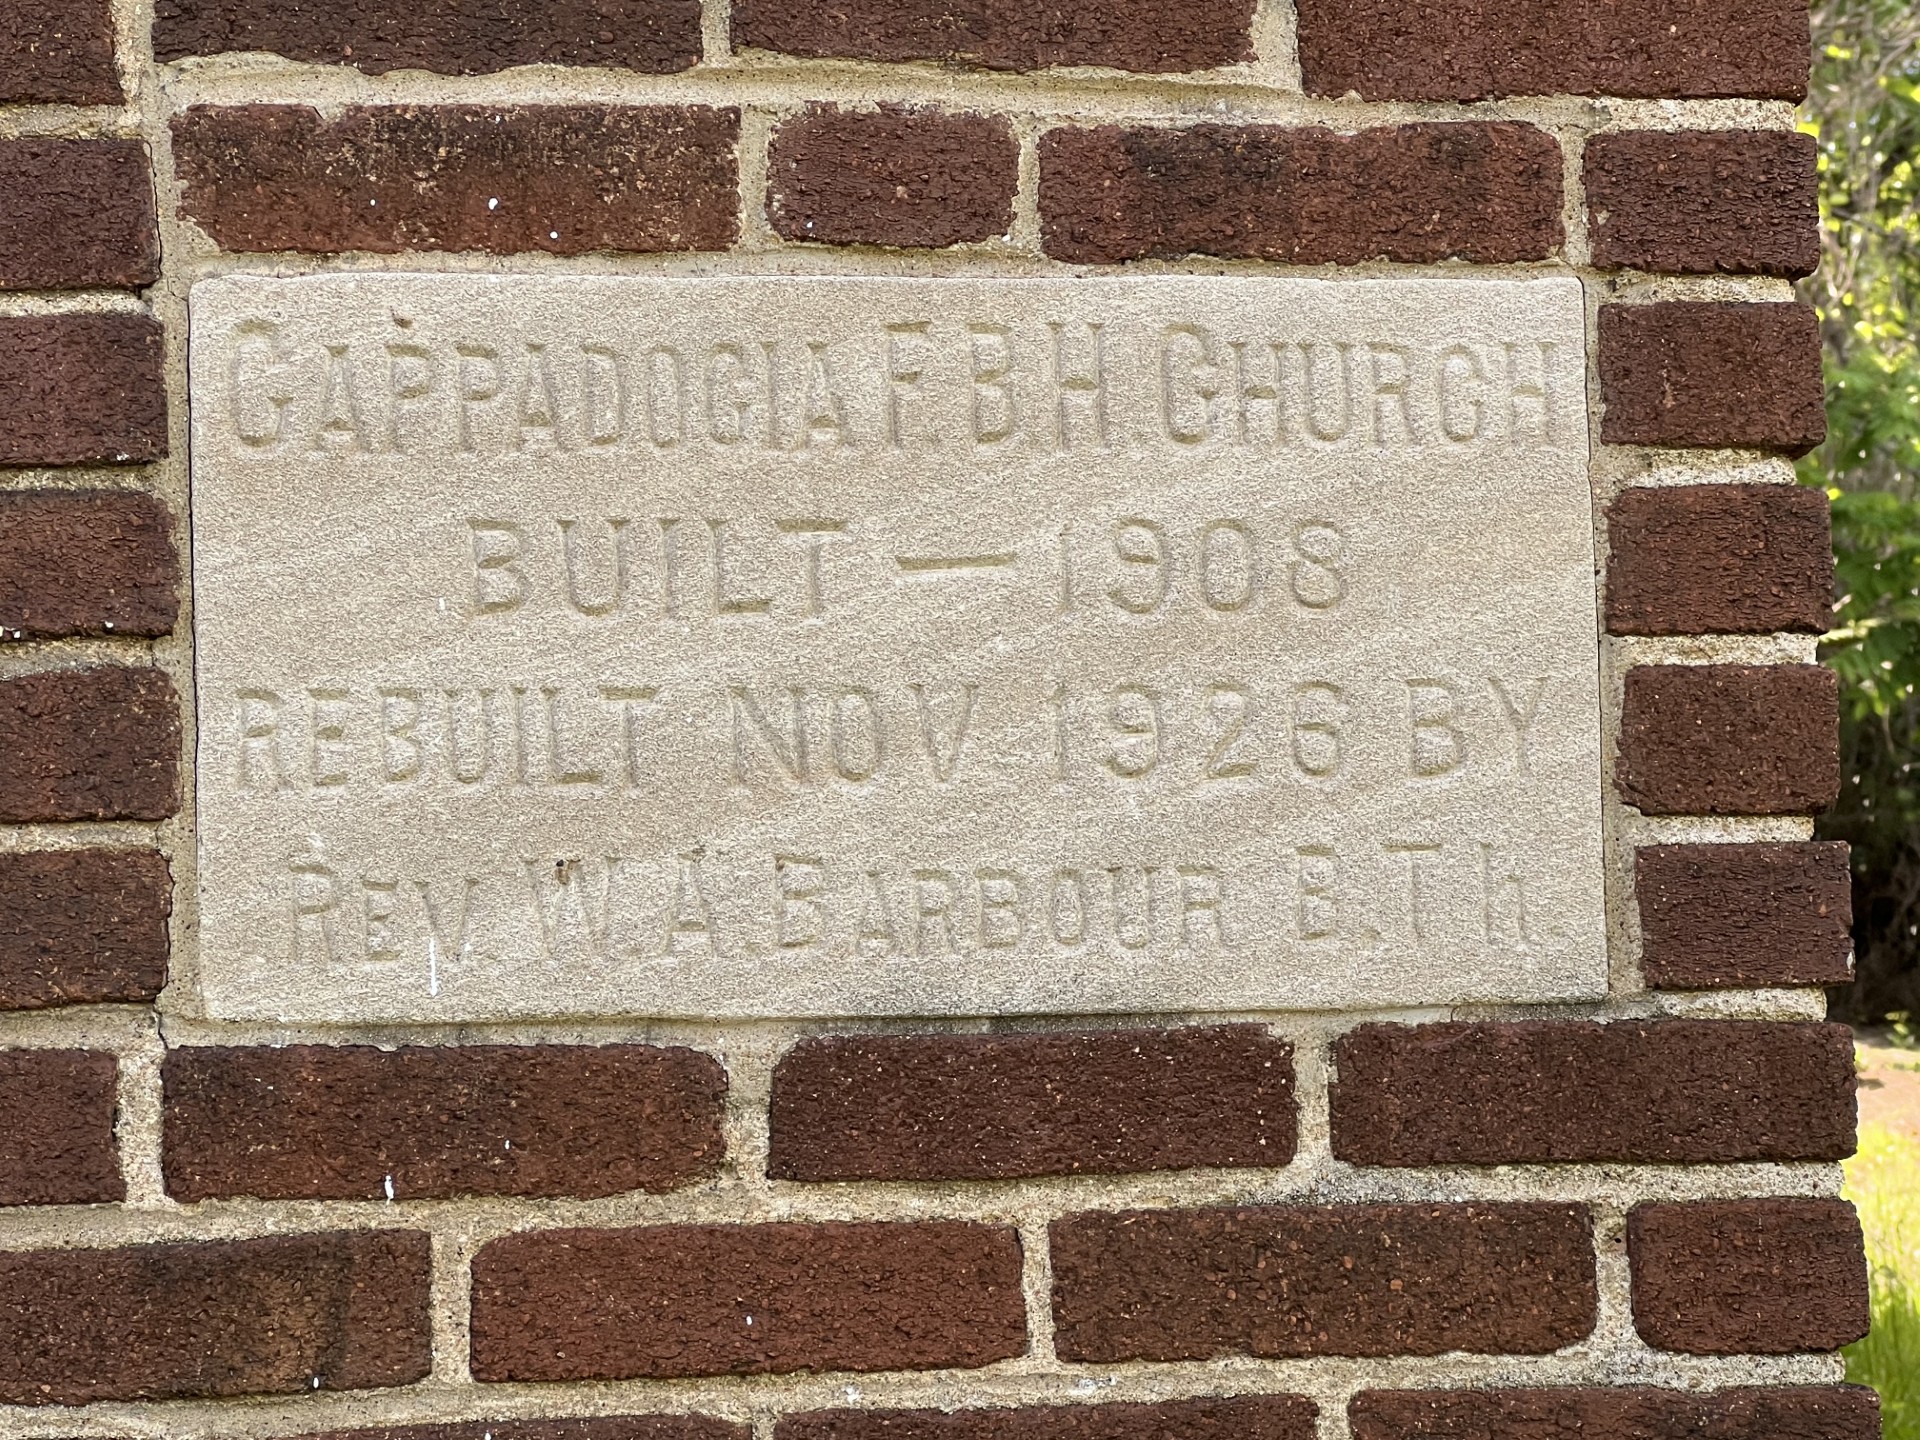 CAPPADOCIA F.B.H. CHURCH
BUILT — 1908
REBUILT NOV. 1926 BY
REV. W. A. BARBOUR B.Th.